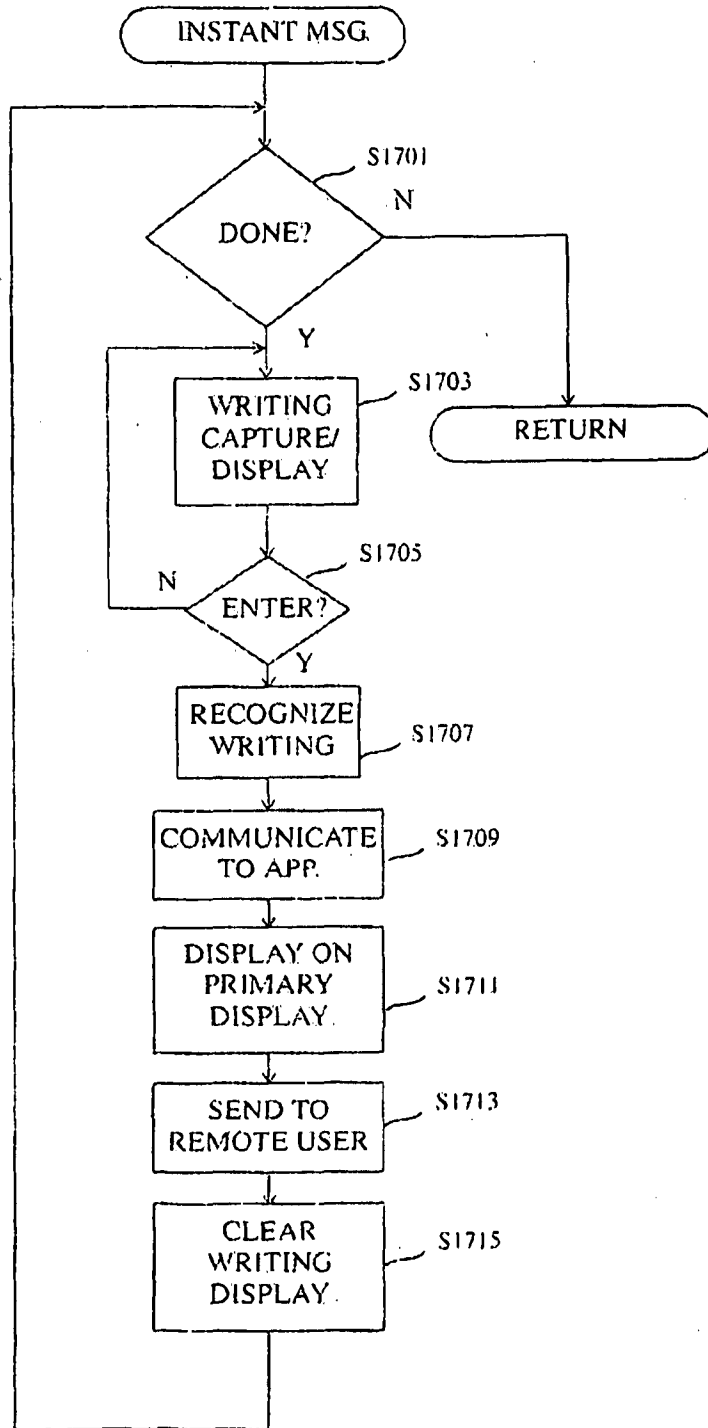 INSTANT MSG.
S1701
N
DONE?
Y
S1703
WRITING
CAPTURE/
DISPLAY
RETURN
S1705
N
ENTER?
Y
RECOGNIZE
WRITING
S1707
COMMUNICATE
TO APP.
S1709
DISPLAY ON
PRIMARY
DISPLAY
S1711
SEND TO
REMOTE USER
S1713
CLEAR
WRITING
DISPLAY
S1715